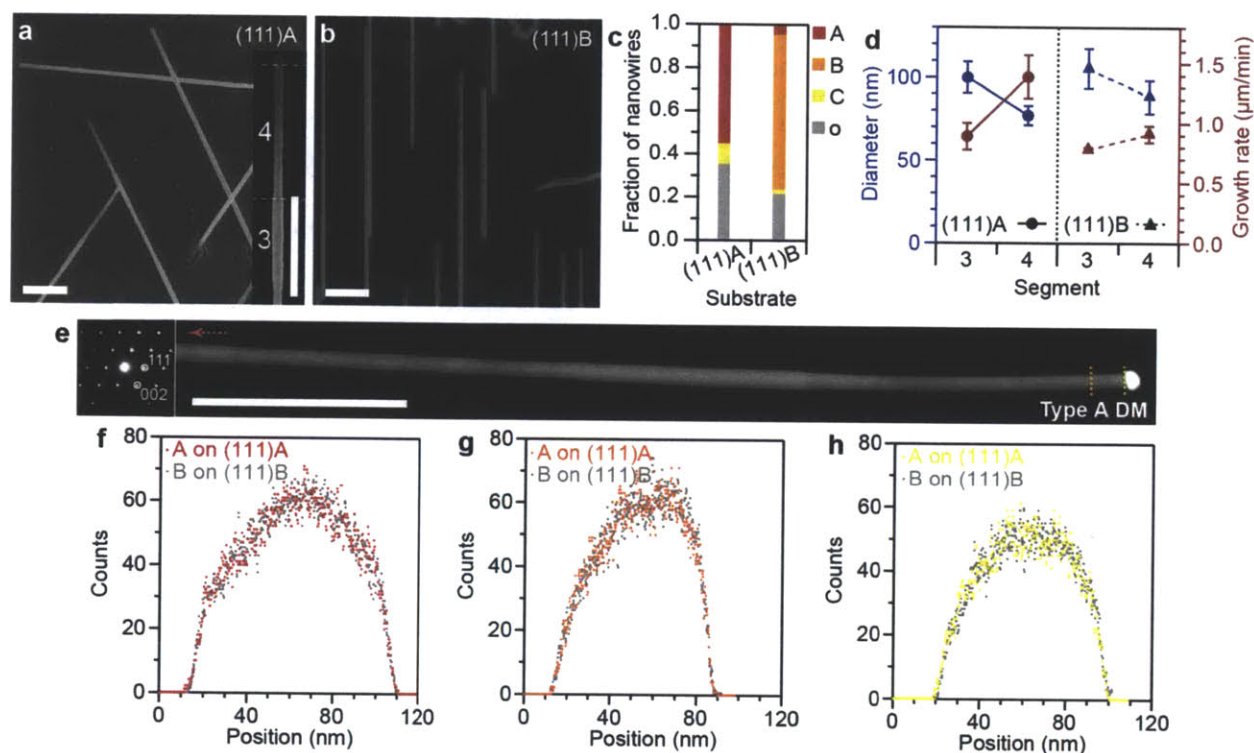 a
(111)A
4
3
b
(111)B
c
1.0
0.8
0.6
0.4
0.2
0.0
Fraction of nanowires
(111)A
(111)B
Substrate
A
B
C
o
d
100
50
0
Diameter (nm)
1.5
1.0
0.5
0.0
Growth rate (µm/min)
(111)A
(111)B
3
4
3
4
Segment
e
111
002
Type A DM
f
80
60
40
20
0
Counts
A on (111)A
B on (111)B
0
40
80
120
Position (nm)
g
80
60
40
20
0
Counts
A on (111)A
B on (111)B
0
40
80
120
Position (nm)
h
80
60
40
20
0
Counts
A on (111)A
B on (111)B
0
40
80
120
Position (nm)